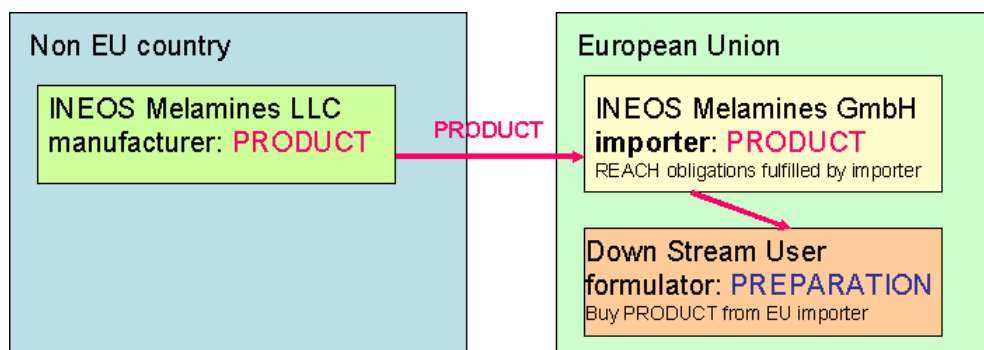 Non EU country
INEOS Melamines LLC
manufacturer: PRODUCT
PRODUCT
European Union
INEOS Melamines GmbH
importer: PRODUCT
REACH obligations fulfilled by importer
Down Stream User
formulator: PREPARATION
Buy PRODUCT from EU importer